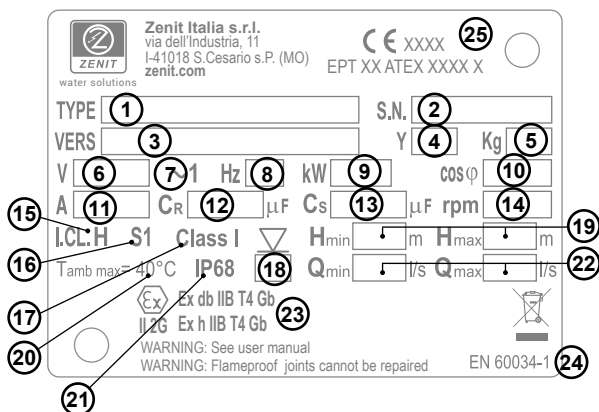 ZENIT
water solutions
Zenit Italia s.r.l.
via dell'Industria, 11
I-41018 S.Cesario s.P. (MO)
zenit.com
CE XXXX 25
EPT XX ATEX XXXX X
TYPE 1 S.N. 2
VERS 3 Y 4 Kg 5
V 6 7 ~1 Hz 8 kW 9 cosφ 10
A 11 CR 12 µF Cs 13 µF rpm 14
15 I.CL: H S1 Class I Hmin m Hmax m 19
16
Tamb max= 40°C IP68 18 Qmin l/s Qmax l/s 22
17 Ex Ex db IIB T4 Gb 23
II 2G Ex h IIB T4 Gb
20 WARNING: See user manual
WARNING: Flameproof joints cannot be repaired EN 60034-1 24
21